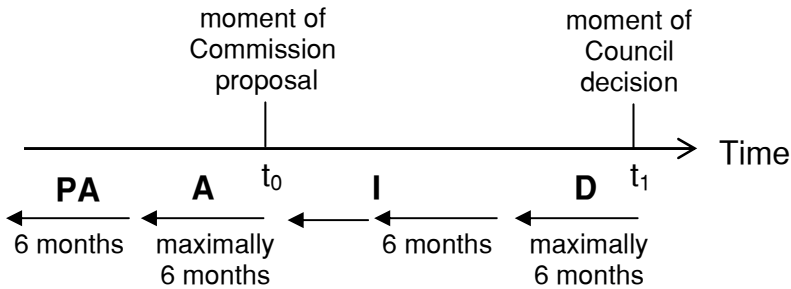 moment of
Commission
proposal
moment of
Council
decision
Time
PA
A
t₀
I
D
t₁
6 months
maximally
6 months
6 months
maximally
6 months